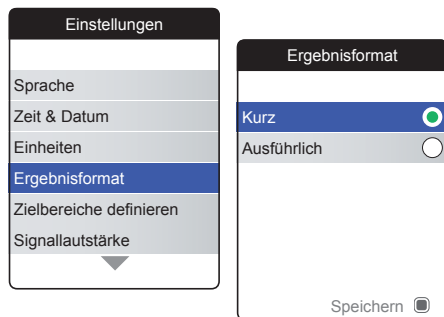 Einstellungen
Sprache
Zeit & Datum
Einheiten
Ergebnisformat
Zielbereiche definieren
Signallautstärke
Ergebnisformat
Kurz
Ausführlich
Speichern